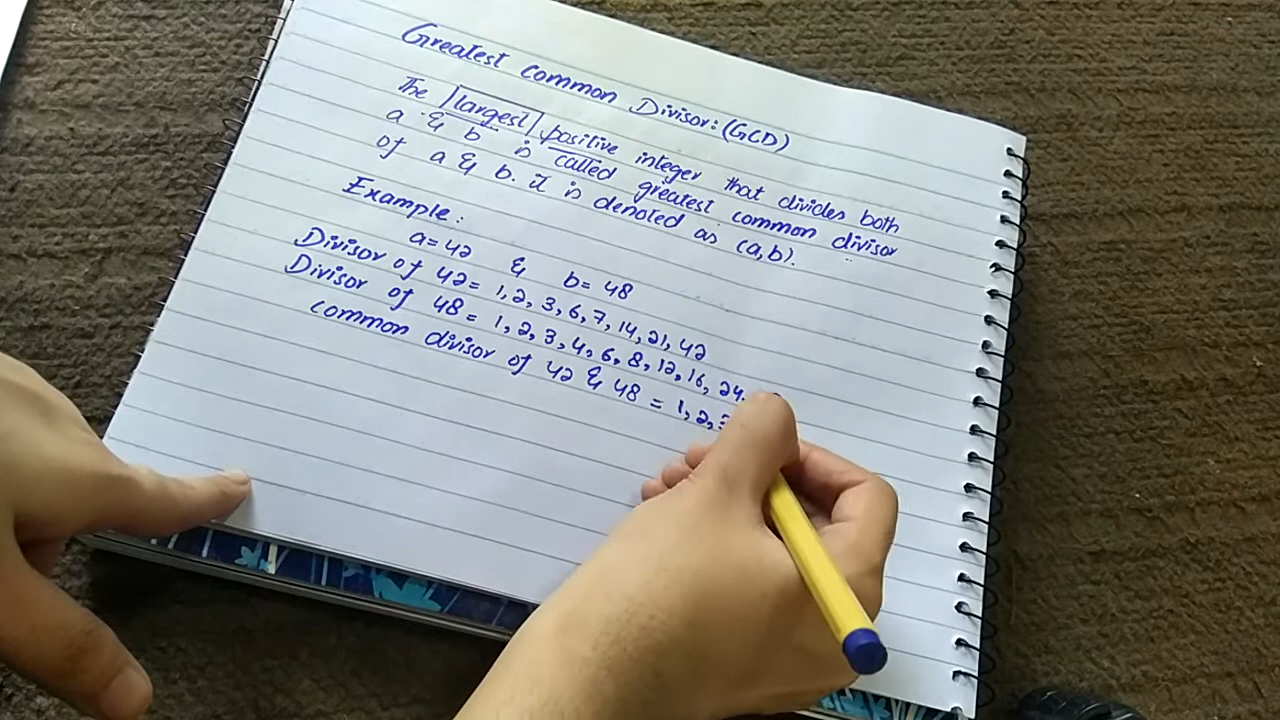 Greatest common Divisor: (GCD)
The |largest| positive integer that divides both
a & b is called greatest common divisor
of a & b. it is denoted as (a,b).
Example:
a=42 & b= 48
Divisor of 42= 1, 2, 3, 6, 7, 14, 21, 42
Divisor of 48= 1, 2, 3, 4, 6, 8, 12, 16, 24,
common divisor of 42 & 48 = 1, 2, 3